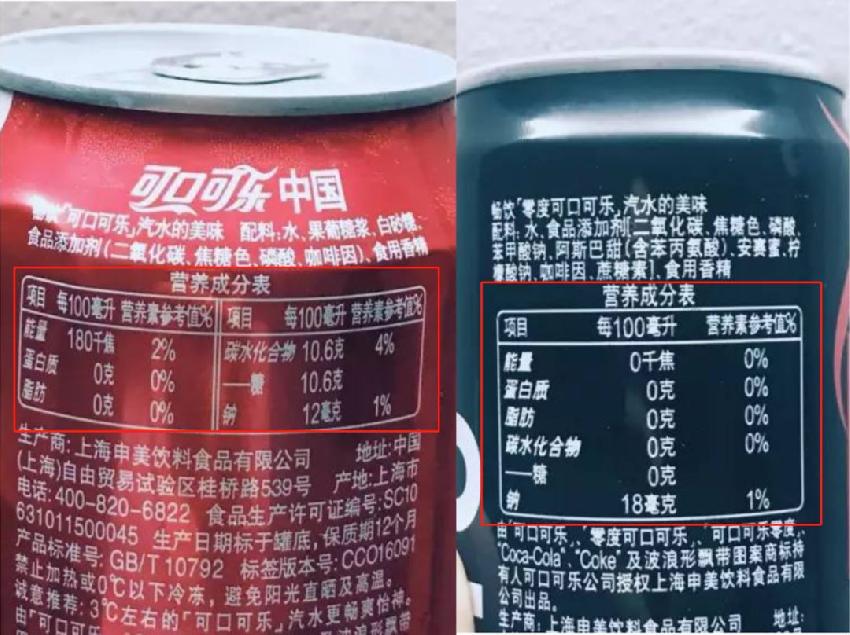 可口可乐 中国
畅饮「可口可乐」汽水的美味 配料:水、果葡糖浆、白砂糖、
食品添加剂(二氧化碳、焦糖色、磷酸、咖啡因)、食用香精
营养成分表
项目 每100毫升 营养素参考值% 项目 每100毫升 营养素参考值%
能量 180千焦 2% 碳水化合物 10.6克 4%
蛋白质 0克 0% ——糖 10.6克
脂肪 0克 0% 钠 12毫克 1%
生产商:上海申美饮料食品有限公司 地址:中国
(上海)自由贸易试验区桂桥路539号 产地:上海市
电话:400-820-6822 食品生产许可证编号:SC10
631011500045 生产日期标于罐底,保质期12个月
产品标准号:GB/T 10792 标签版本号:CCO16091
禁止加热或0℃以下冷冻,避免阳光直晒及高温。
诚意推荐:3℃左右的「可口可乐」汽水更畅爽怡神。
由「可口可乐
畅饮「零度可口可乐」汽水的美味
配料:水、食品添加剂[二氧化碳、焦糖色、磷酸、
苯甲酸钠、阿斯巴甜(含苯丙氨酸)、安赛蜜、柠
檬酸钠、咖啡因、蔗糖素]、食用香精
营养成分表
项目 每100毫升 营养素参考值%
能量 0千焦 0%
蛋白质 0克 0%
脂肪 0克 0%
碳水化合物 0克 0%
——糖 0克
钠 18毫克 1%
由"可口可乐"、"零度可口可乐"、"可口可乐零度"、
"Coca-Cola"、"Coke"及波浪形飘带图案商标持
有人可口可乐公司授权上海申美饮料食品有限
公司出品。
生产商:上海申美饮料食品有限公司 地址: